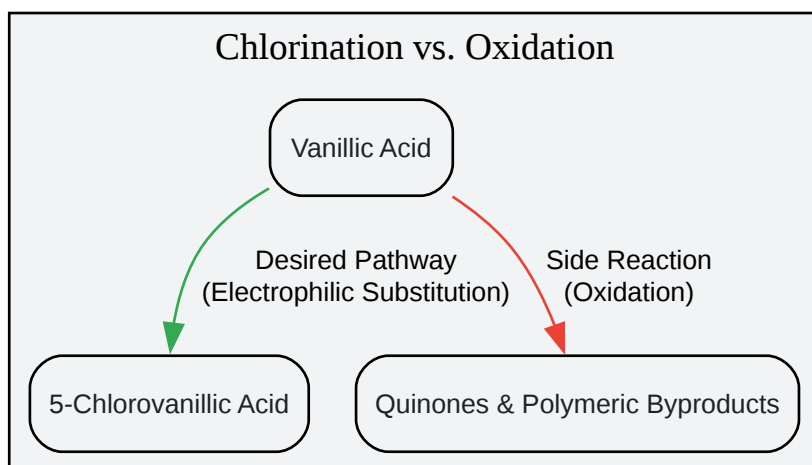 Chlorination vs. Oxidation
Vanillic Acid
Desired Pathway
(Electrophilic Substitution)
Side Reaction
(Oxidation)
5-Chlorovanillic Acid
Quinones & Polymeric Byproducts